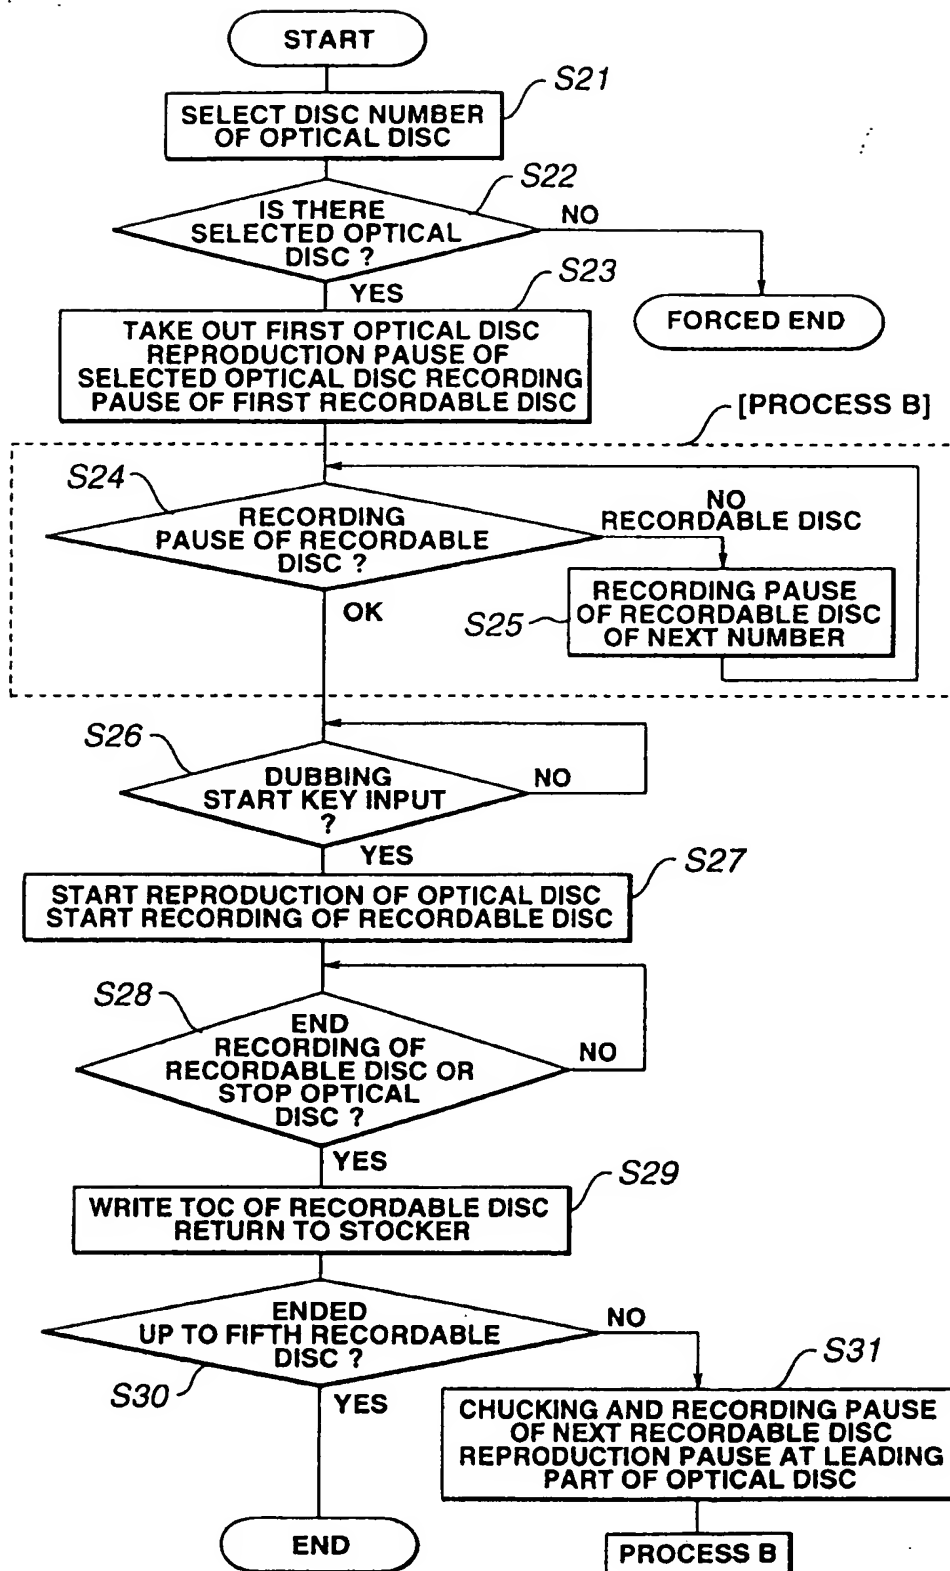 START
S21
SELECT DISC NUMBER
OF OPTICAL DISC
S22
IS THERE
SELECTED OPTICAL
DISC ?
NO
YES
S23
FORCED END
TAKE OUT FIRST OPTICAL DISC
REPRODUCTION PAUSE OF
SELECTED OPTICAL DISC RECORDING
PAUSE OF FIRST RECORDABLE DISC
[PROCESS B]
S24
RECORDING
PAUSE OF RECORDABLE
DISC ?
NO
RECORDABLE DISC
OK
S25
RECORDING PAUSE
OF RECORDABLE DISC
OF NEXT NUMBER
S26
DUBBING
START KEY INPUT
?
NO
YES
S27
START REPRODUCTION OF OPTICAL DISC
START RECORDING OF RECORDABLE DISC
S28
END
RECORDING OF
RECORDABLE DISC OR
STOP OPTICAL
DISC ?
NO
YES
S29
WRITE TOC OF RECORDABLE DISC
RETURN TO STOCKER
ENDED
UP TO FIFTH RECORDABLE
DISC ?
NO
S30
YES
S31
CHUCKING AND RECORDING PAUSE
OF NEXT RECORDABLE DISC
REPRODUCTION PAUSE AT LEADING
PART OF OPTICAL DISC
END
PROCESS B